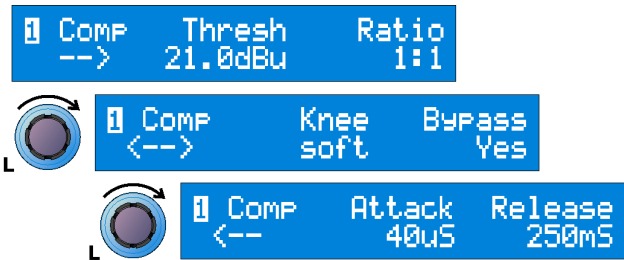 1 Comp Thresh Ratio
--> 21.0dBu 1:1
1 Comp Knee Bypass
<--> soft Yes
L
1 Comp Attack Release
<-- 40uS 250mS
L